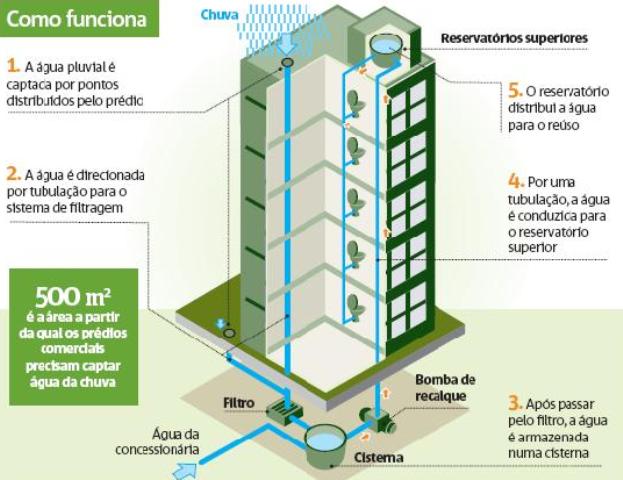 Como funciona
Chuva
Reservatórios superiores
1. A água pluvial é
captaca por pontos
distribuídos pelo prédio
2. A água é direcionada
por tubulação para o
sistema de filtragem
500 m²
é a área a partir
da qual os prédios
comerciais
precisam captar
água da chuva
5. O reservatório
distribui a água
para o reúso
4. Por uma
tubulação, a água
é conduzica para
o reservatório
superior
Filtro
Bomba de
recalque
Água da
concessionária
Cisterna
3. Após passar
pelo filtro, a água
é armazenada
numa cisterna